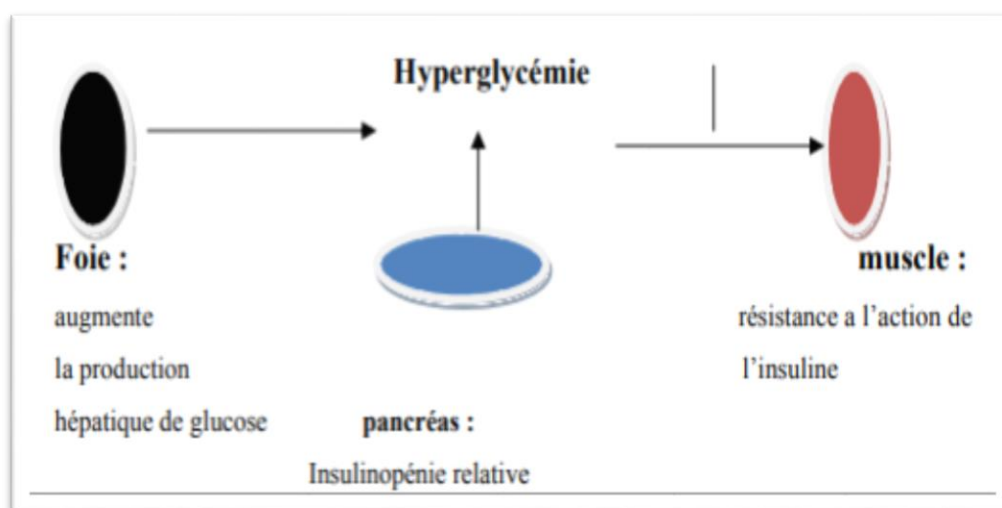 Hyperglycémie
Foie :
augmente
la production
hépatique de glucose
pancréas :
Insulinopénie relative
muscle :
résistance a l'action de
l'insuline